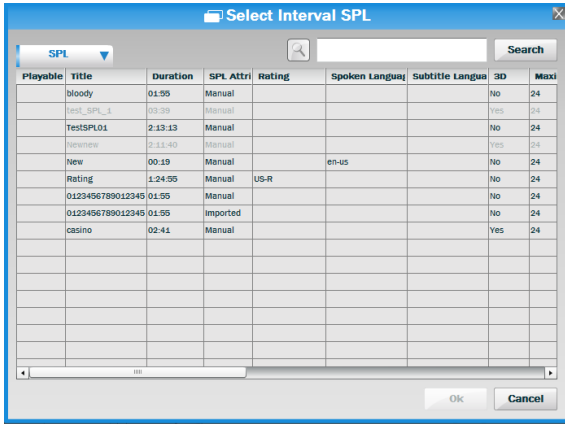 Select Interval SPL
SPL Search
Playable Title Duration SPL Attri Rating Spoken Languag Subtitle Langua 3D Maxi
bloody 01:55 Manual No 24
test_SPL_1 03:39 Manual Yes 24
TestSPL01 2:13:13 Manual No 24
Newnew 2:11:40 Manual Yes 24
New 00:19 Manual en-us No 24
Rating 1:24:55 Manual US-R No 24
0123456789012345 01:55 Manual No 24
0123456789012345 01:55 Imported No 24
casino 02:41 Manual Yes 24
Ok Cancel